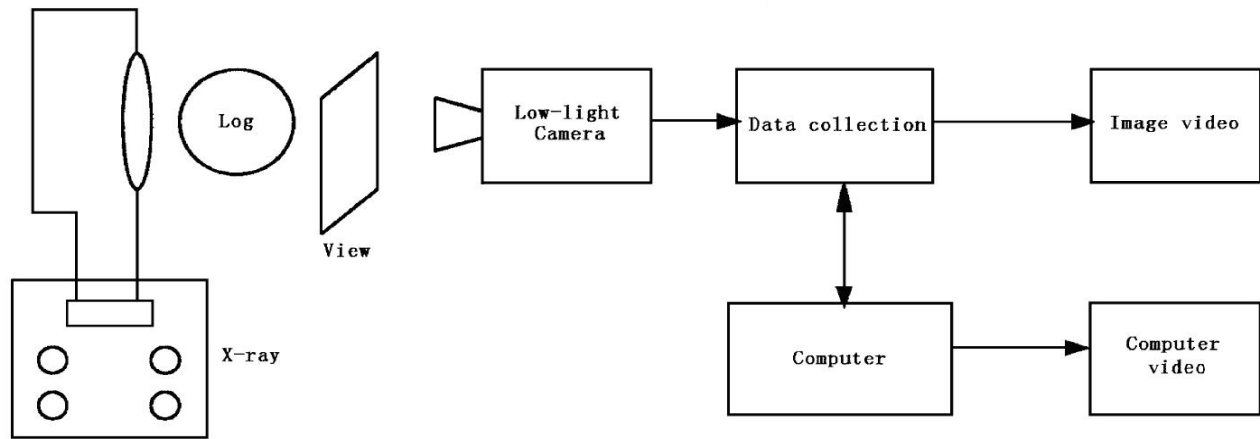 Log
View
X-ray
Low-light
Camera
Data collection
Image video
Computer
Computer
video